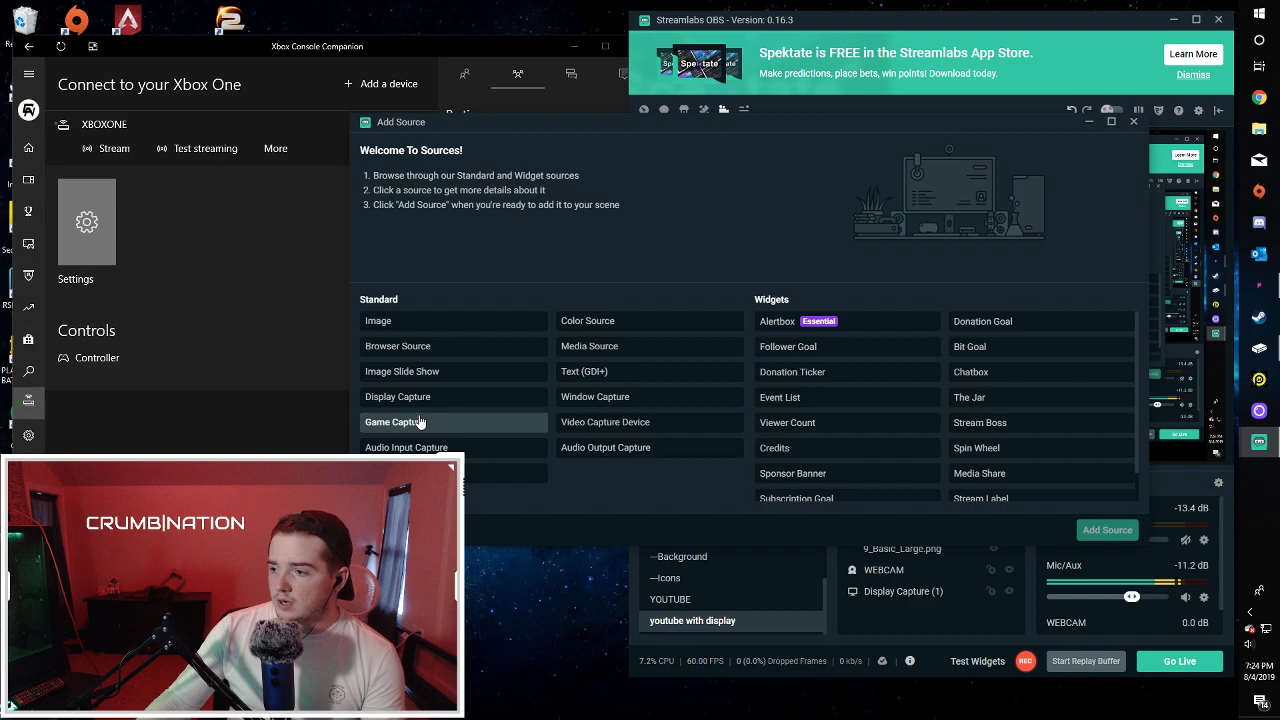 Streamlabs OBS - Version: 0.16.3
Xbox Console Companion
Spektate is FREE in the Streamlabs App Store.
Make predictions, place bets, win points! Download today.
Learn More
Dismiss
Connect to your Xbox One
Add a device
XBOXONE
Stream
Test streaming
More
Settings
Controls
Controller
Add Source
Welcome To Sources!
1. Browse through our Standard and Widget sources
2. Click a source to get more details about it
3. Click "Add Source" when you're ready to add it to your scene
Standard
Image
Color Source
Browser Source
Media Source
Image Slide Show
Text (GDI+)
Display Capture
Window Capture
Game Capture
Video Capture Device
Audio Input Capture
Audio Output Capture
Widgets
Alertbox Essential
Donation Goal
Follower Goal
Bit Goal
Donation Ticker
Chatbox
Event List
The Jar
Viewer Count
Stream Boss
Credits
Spin Wheel
Sponsor Banner
Media Share
Subscription Goal
Stream Label
Add Source
CRUMB|NATION
—Background
—Icons
YOUTUBE
youtube with display
9_Basic_Large.png
WEBCAM
Display Capture (1)
-13.4 dB
Mic/Aux
-11.2 dB
WEBCAM
0.0 dB
7.2% CPU
60.00 FPS
0 (0.0%) Dropped Frames
0 kb/s
Test Widgets
REC
Start Replay Buffer
Go Live
7:24 PM
8/4/2019